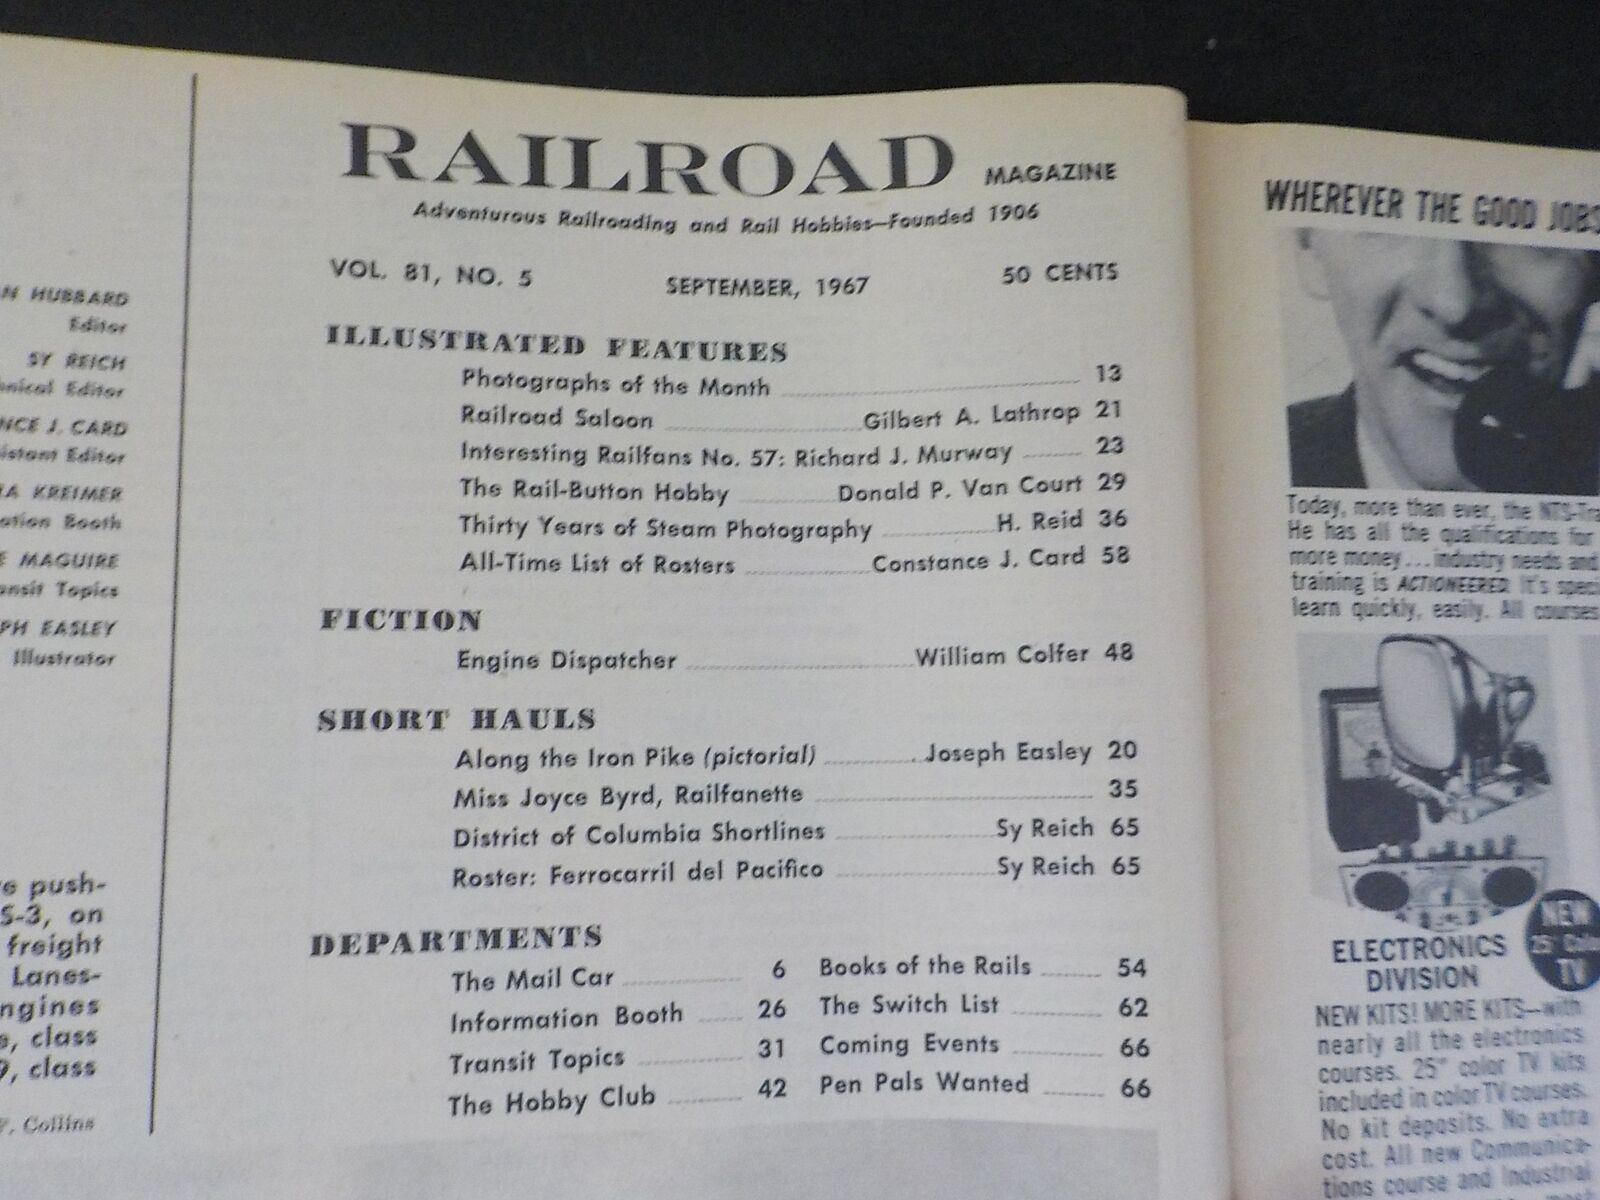 HUBBARD
Editor
SY REICH
Editor
J. CARD
Editor
KREIMER
Booth
MAGUIRE
Topics
EASLEY
Illustrator
push-
S-3, on
freight
Lanes-
class
class
Collins
RAILROAD MAGAZINE
Adventurous Railroading and Rail Hobbies—Founded 1906
VOL. 81, NO. 5 SEPTEMBER, 1967 50 CENTS
ILLUSTRATED FEATURES
Photographs of the Month 13
Railroad Saloon Gilbert A. Lathrop 21
Interesting Railfans No. 57: Richard J. Murway 23
The Rail-Button Hobby Donald P. Van Court 29
Thirty Years of Steam Photography H. Reid 36
All-Time List of Rosters Constance J. Card 58
FICTION
Engine Dispatcher William Colfer 48
SHORT HAULS
Along the Iron Pike (pictorial) Joseph Easley 20
Miss Joyce Byrd, Railfanette 35
District of Columbia Shortlines Sy Reich 65
Roster: Ferrocarril del Pacifico Sy Reich 65
DEPARTMENTS
The Mail Car 6 Books of the Rails 54
Information Booth 26 The Switch List 62
Transit Topics 31 Coming Events 66
The Hobby Club 42 Pen Pals Wanted 66
WHEREVER THE GOOD JOBS
Today, more than ever, the NTS-Tra
He has all the qualifications for
more money... industry needs and
training is ACTIONEERED. It's speci
learn quickly, easily. All courses
NEW
25" Color
TV
ELECTRONICS
DIVISION
NEW KITS! MORE KITS—with
nearly all the electronics
courses. 25" color TV kits
included in color TV courses.
No kit deposits. No extra
cost. All new Communica-
tions course and Industrial